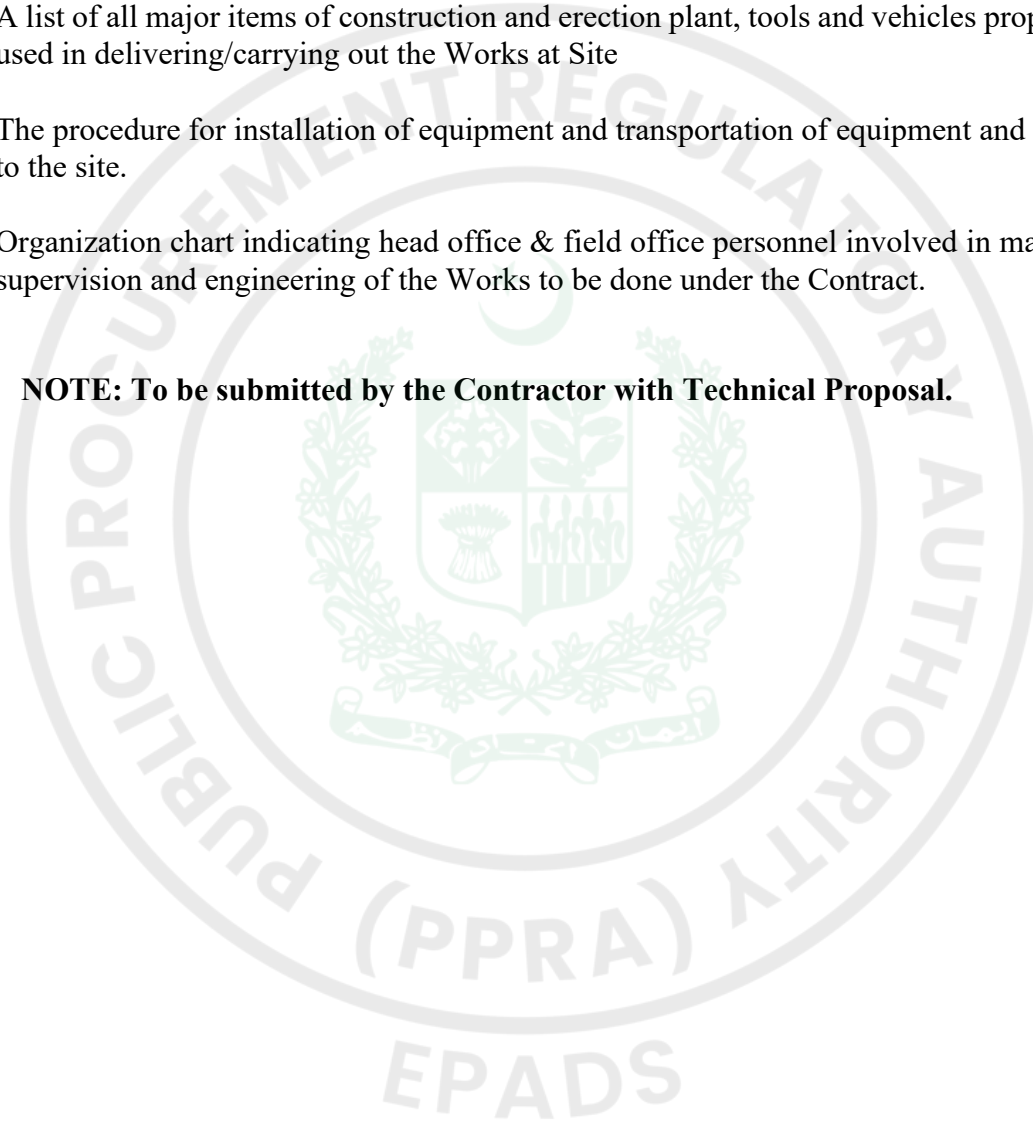 A list of all major items of construction and erection plant, tools and vehicles
used in delivering/carrying out the Works at Site
The procedure for installation of equipment and transportation of equipment and
to the site.
Organization chart indicating head office & field office personnel involved in
supervision and engineering of the Works to be done under the Contract.
NOTE: To be submitted by the Contractor with Technical Proposal.
PUBLIC PROCUREMENT REGULATORY AUTHORITY
(PPRA)
EPADS